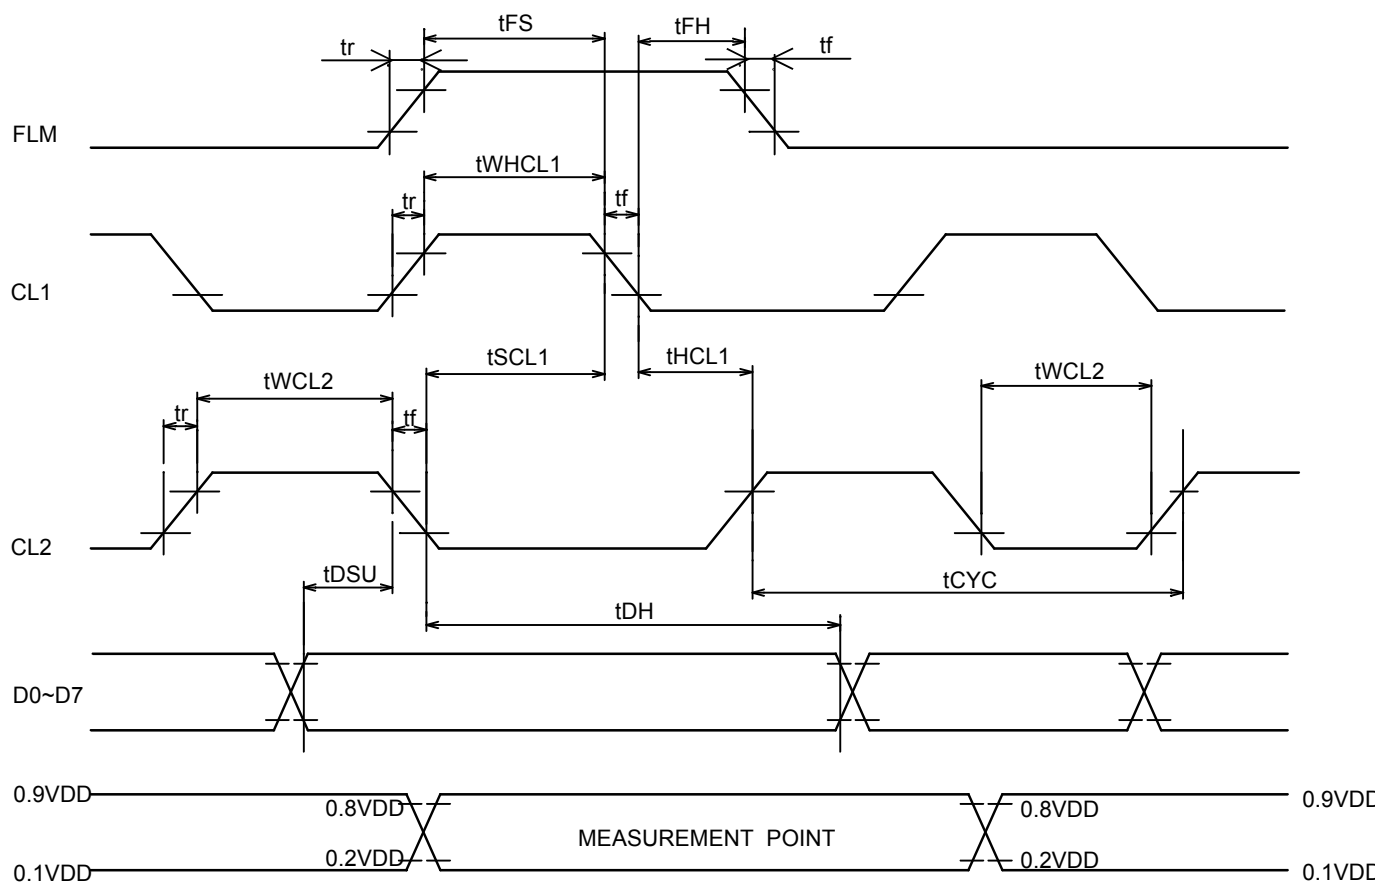 tFS
tFH
tr
tf
FLM
tWHCL1
tr
tf
CL1
tSCL1
tHCL1
tWCL2
tWCL2
tr
tf
CL2
tDSU
tCYC
tDH
D0~D7
0.9VDD
0.8VDD
0.8VDD
0.9VDD
MEASUREMENT POINT
0.1VDD
0.2VDD
0.2VDD
0.1VDD